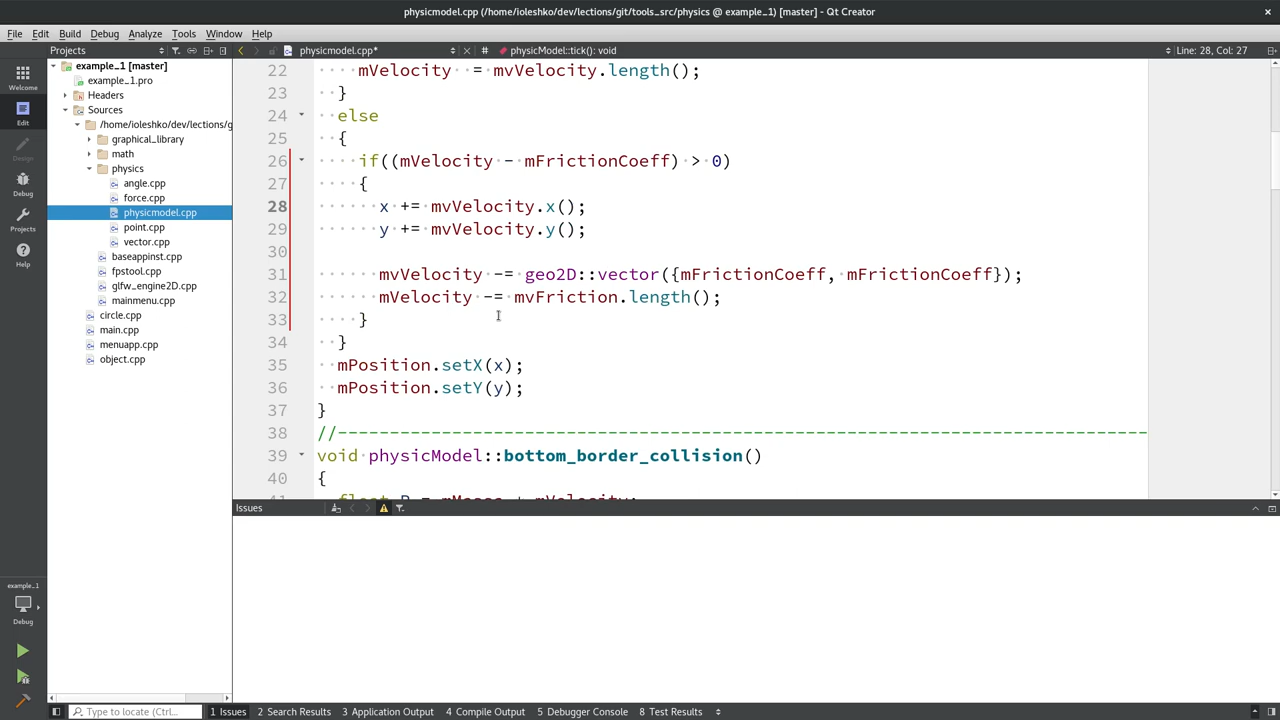 physicmodel.cpp (/home/ioleshko/dev/lections/git/tools_src/physics @ example_1) [master] - Qt Creator
File Edit Build Debug Analyze Tools Window Help
Projects
physicmodel.cpp*
# physicModel::tick(): void
Line: 28, Col: 27
Welcome
Edit
Design
Debug
Projects
Help
example_1 [master]
example_1.pro
Headers
Sources
/home/ioleshko/dev/lections/g
graphical_library
math
physics
angle.cpp
force.cpp
physicmodel.cpp
point.cpp
vector.cpp
baseappinst.cpp
fpstool.cpp
glfw_engine2D.cpp
mainmenu.cpp
circle.cpp
main.cpp
menuapp.cpp
object.cpp
22 mVelocity = mvVelocity.length();
23 }
24 else
25 {
26 if((mVelocity - mFrictionCoeff) > 0)
27 {
28 x += mvVelocity.x();
29 y += mvVelocity.y();
30
31 mvVelocity -= geo2D::vector({mFrictionCoeff, mFrictionCoeff});
32 mVelocity -= mvFriction.length();
33 }
34 }
35 mPosition.setX(x);
36 mPosition.setY(y);
37 }
38 //------------------------------------------------------------------------------
39 void physicModel::bottom_border_collision()
40 {
Issues
example_1
Debug
Type to locate (Ctrl...
1 Issues 2 Search Results 3 Application Output 4 Compile Output 5 Debugger Console 8 Test Results